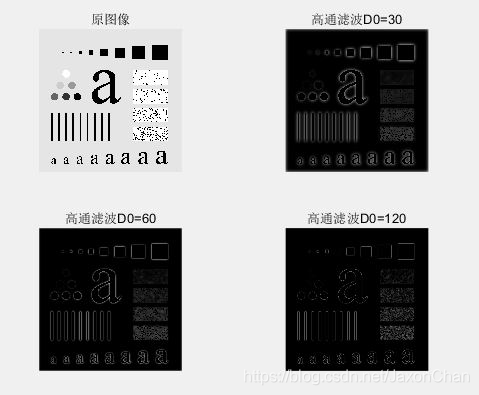 原图像
高通滤波D0=30
a
a a a a a a a a
a
a a a a a a a a
高通滤波D0=60
高通滤波D0=120
a
a a a a a a a a
a
a a a a a a a a
https://blog.csdn.net/JaxonChan